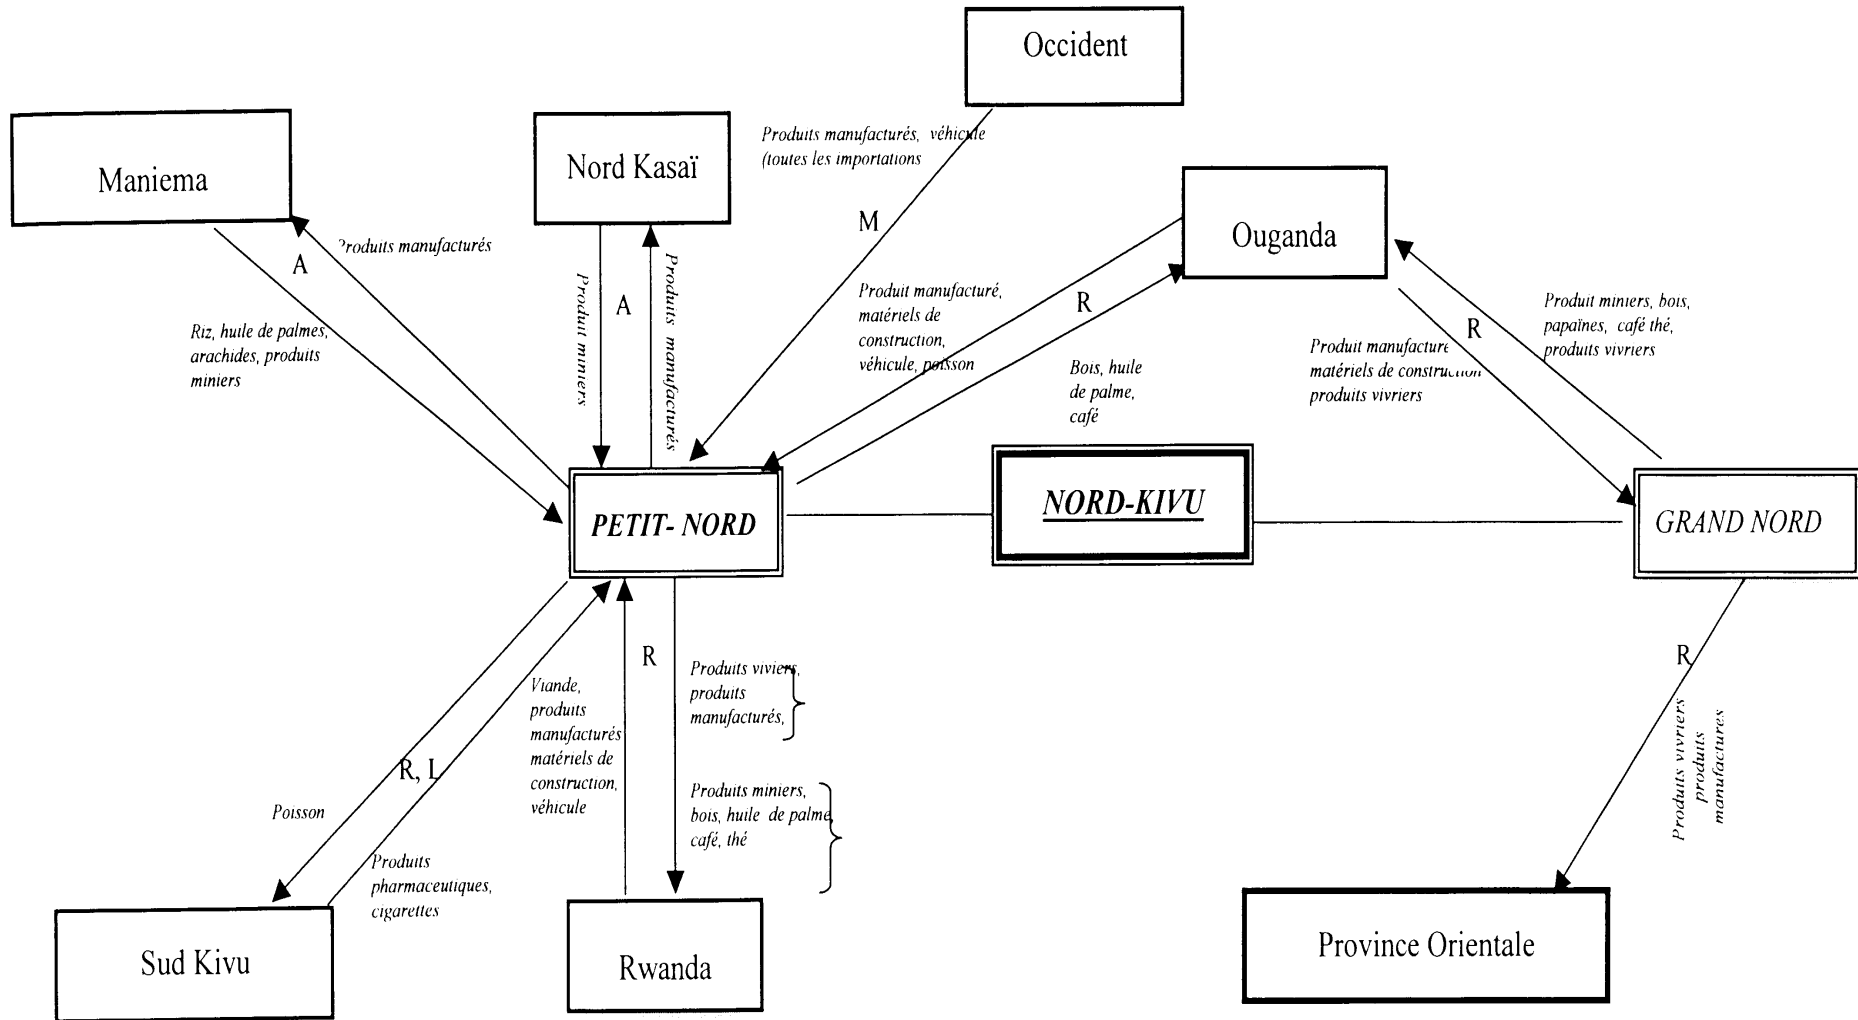 Occident
Produits manufacturés, véhicule
(toutes les importations
M
Maniema
Nord Kasaï
Ouganda
Produits manufacturés
A
Riz, huile de palmes,
arachides, produits
miniers
Produit miniers
A
Produits manufacturés
Produit manufacturé,
matériels de
construction,
véhicule, poisson
R
Bois, huile
de palme,
café
Produit manufacturé
matériels de construction
produits vivriers
R
Produit miniers, bois,
papaïnes, café thé,
produits vivriers
PETIT- NORD
NORD-KIVU
GRAND NORD
R, L
Poisson
Produits
pharmaceutiques,
cigarettes
Viande,
produits
manufacturés
matériels de
construction,
véhicule
R
Produits viviers,
produits
manufacturés,
Produits miniers,
bois, huile de palme,
café, thé
R
Produits vivriers
produits
manufactures
Sud Kivu
Rwanda
Province Orientale